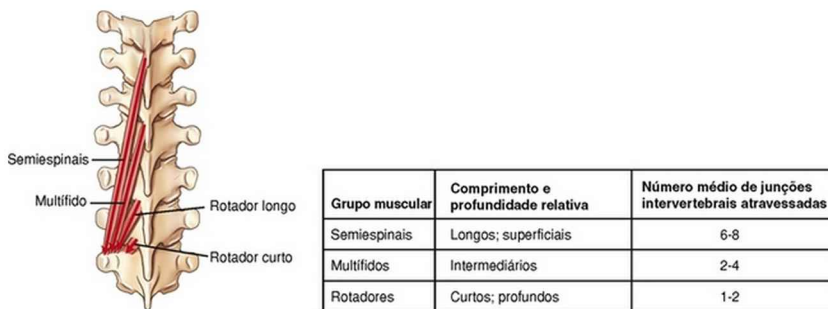 Semiespinais
Multífido
Rotador longo
Rotador curto
Grupo muscular
Comprimento e
profundidade relativa
Número médio de junções
intervertebrais atravessadas
Semiespinais
Longos; superficiais
6-8
Multífidos
Intermediários
2-4
Rotadores
Curtos; profundos
1-2